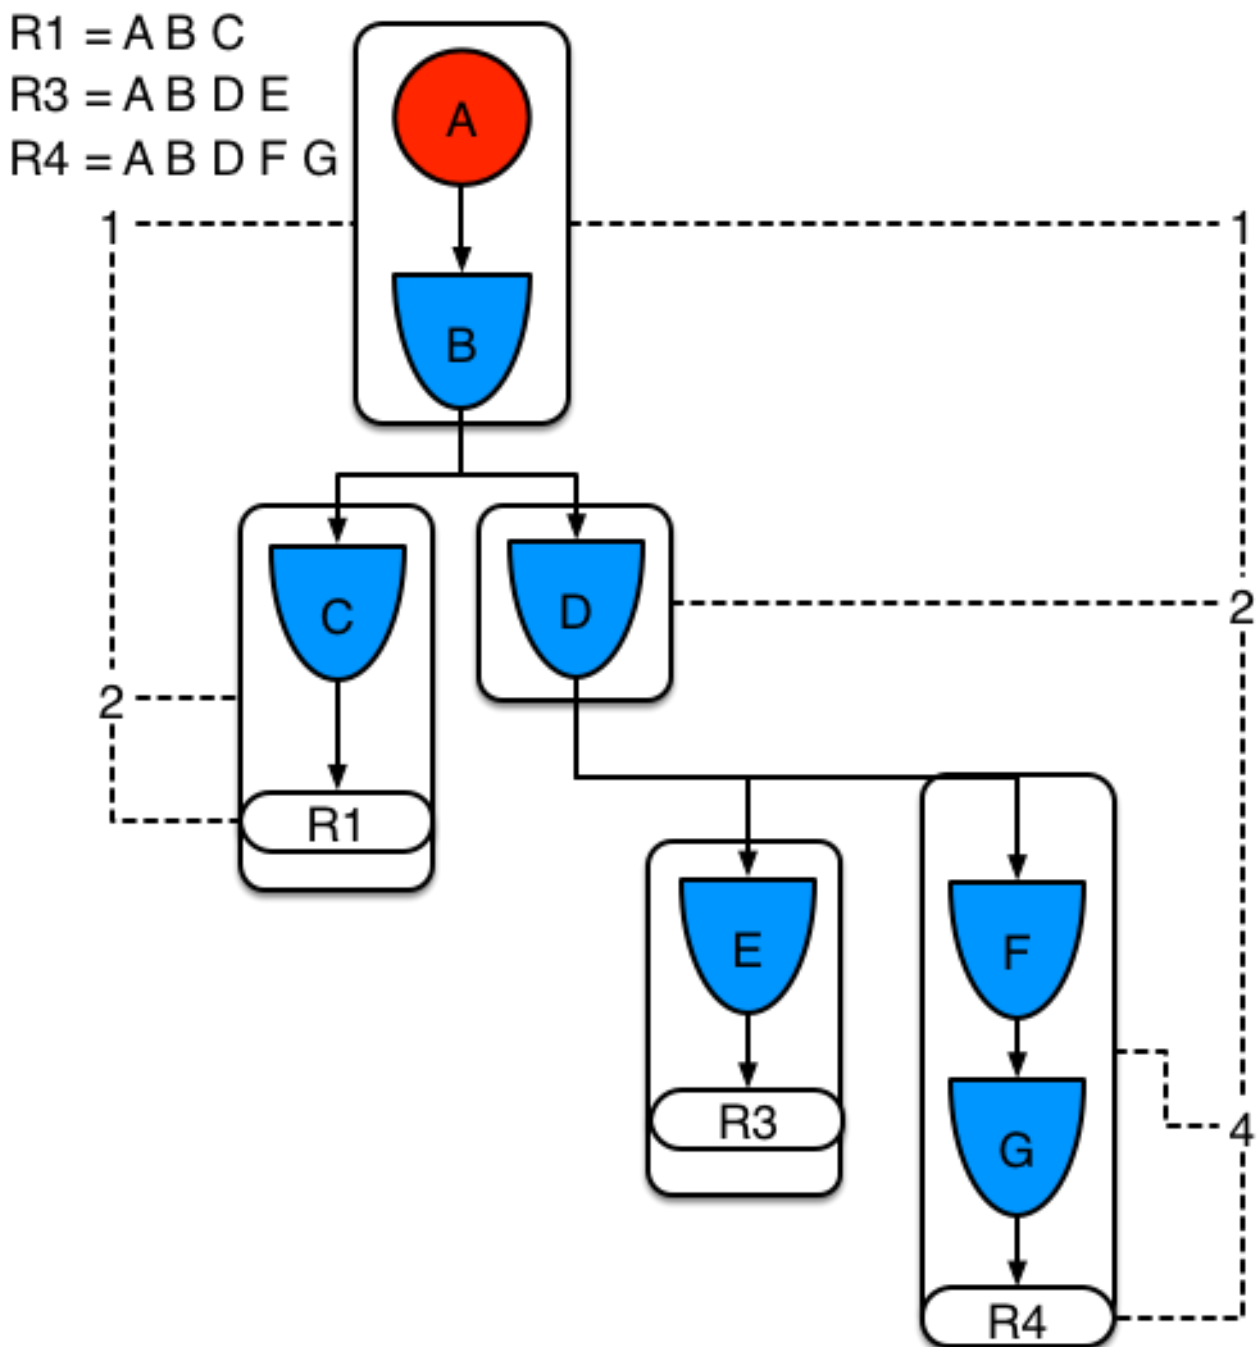 R1 = A B C
R3 = A B D E
R4 = A B D F G
A
1
1
B
C
D
2
2
R1
E
F
R3
4
G
R4